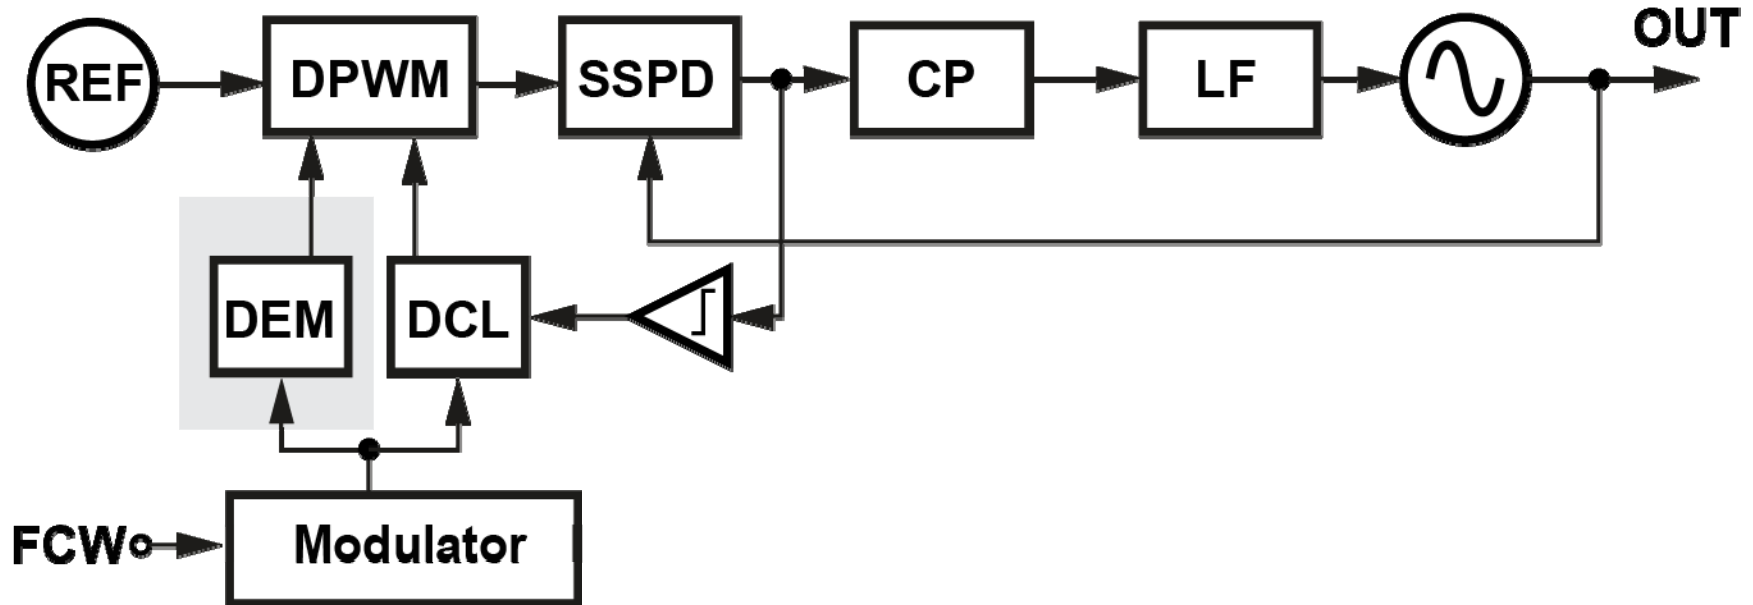 OUT
REF
DPWM
SSPD
CP
LF
DEM
DCL
FCW
Modulator